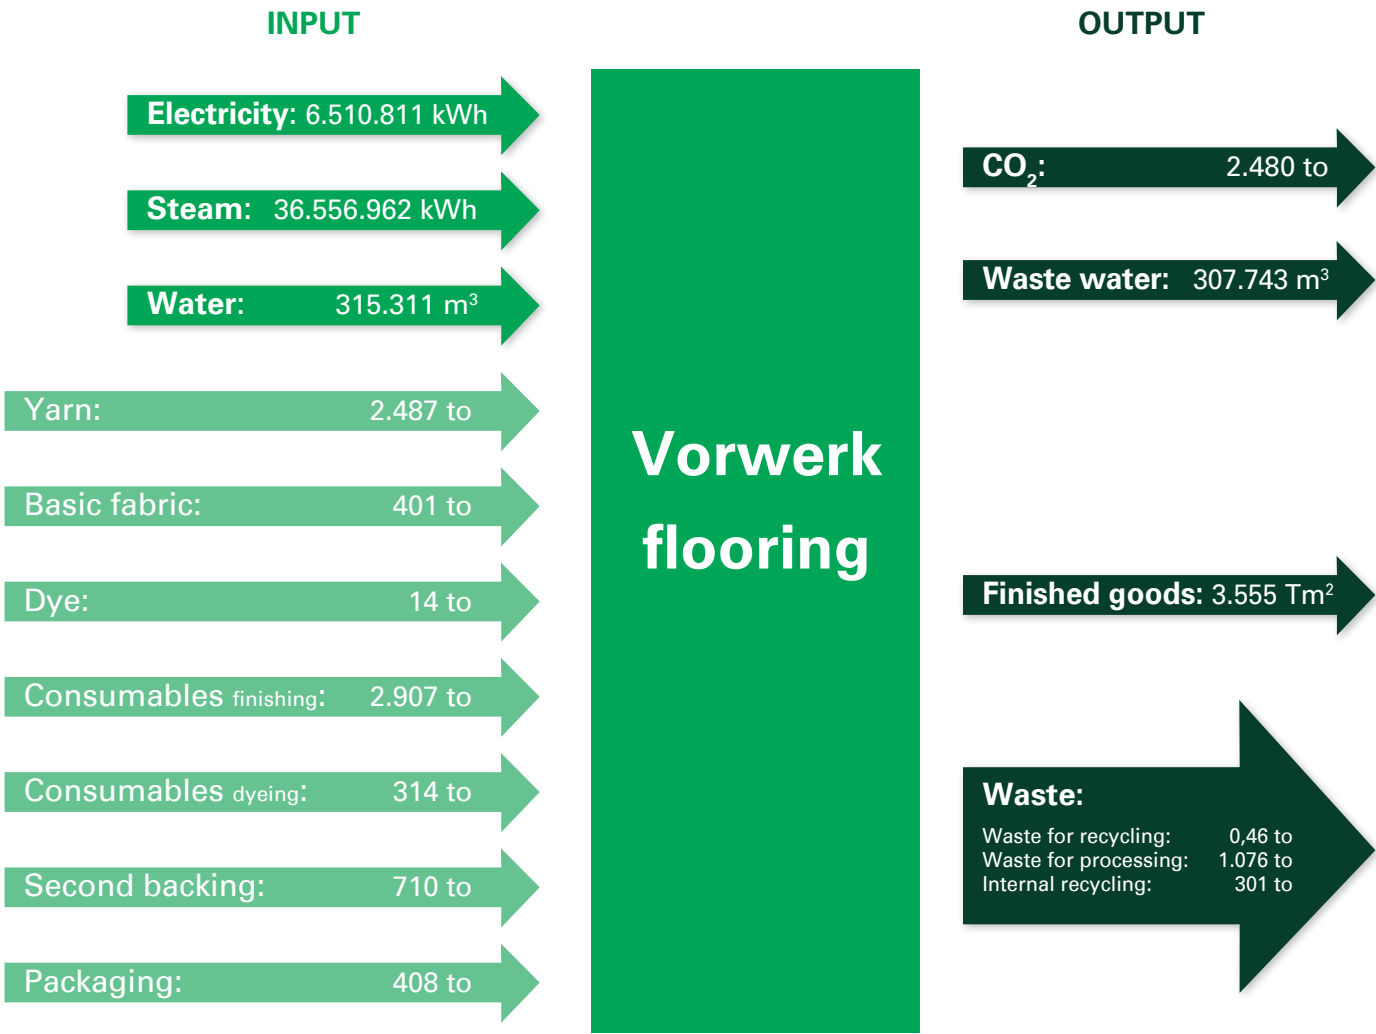 INPUT
Electricity: 6.510.811 kWh
Steam: 36.556.962 kWh
Water: 315.311 m³
Yarn: 2.487 to
Basic fabric: 401 to
Dye: 14 to
Consumables finishing: 2.907 to
Consumables dyeing: 314 to
Second backing: 710 to
Packaging: 408 to
Vorwerk
flooring
OUTPUT
CO₂: 2.480 to
Waste water: 307.743 m³
Finished goods: 3.555 Tm²
Waste:
Waste for recycling: 0,46 to
Waste for processing: 1.076 to
Internal recycling: 301 to